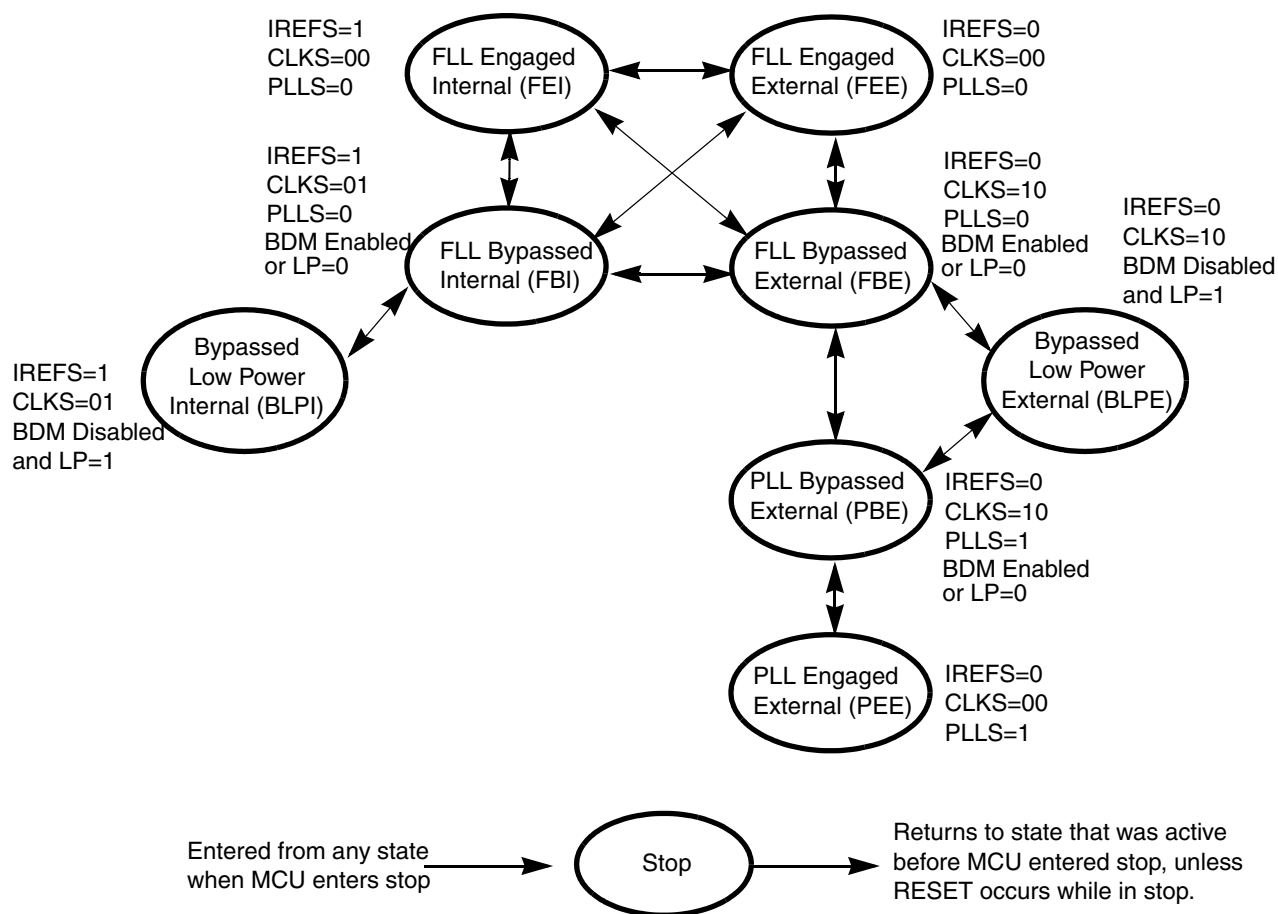 IREFS=1
CLKS=00
PLLS=0
FLL Engaged
Internal (FEI)
FLL Engaged
External (FEE)
IREFS=0
CLKS=00
PLLS=0
IREFS=1
CLKS=01
PLLS=0
BDM Enabled
or LP=0
FLL Bypassed
Internal (FBI)
FLL Bypassed
External (FBE)
IREFS=0
CLKS=10
PLLS=0
BDM Enabled
or LP=0
IREFS=0
CLKS=10
BDM Disabled
and LP=1
IREFS=1
CLKS=01
BDM Disabled
and LP=1
Bypassed
Low Power
Internal (BLPI)
Bypassed
Low Power
External (BLPE)
PLL Bypassed
External (PBE)
IREFS=0
CLKS=10
PLLS=1
BDM Enabled
or LP=0
PLL Engaged
External (PEE)
IREFS=0
CLKS=00
PLLS=1
Entered from any state
when MCU enters stop
Stop
Returns to state that was active
before MCU entered stop, unless
RESET occurs while in stop.